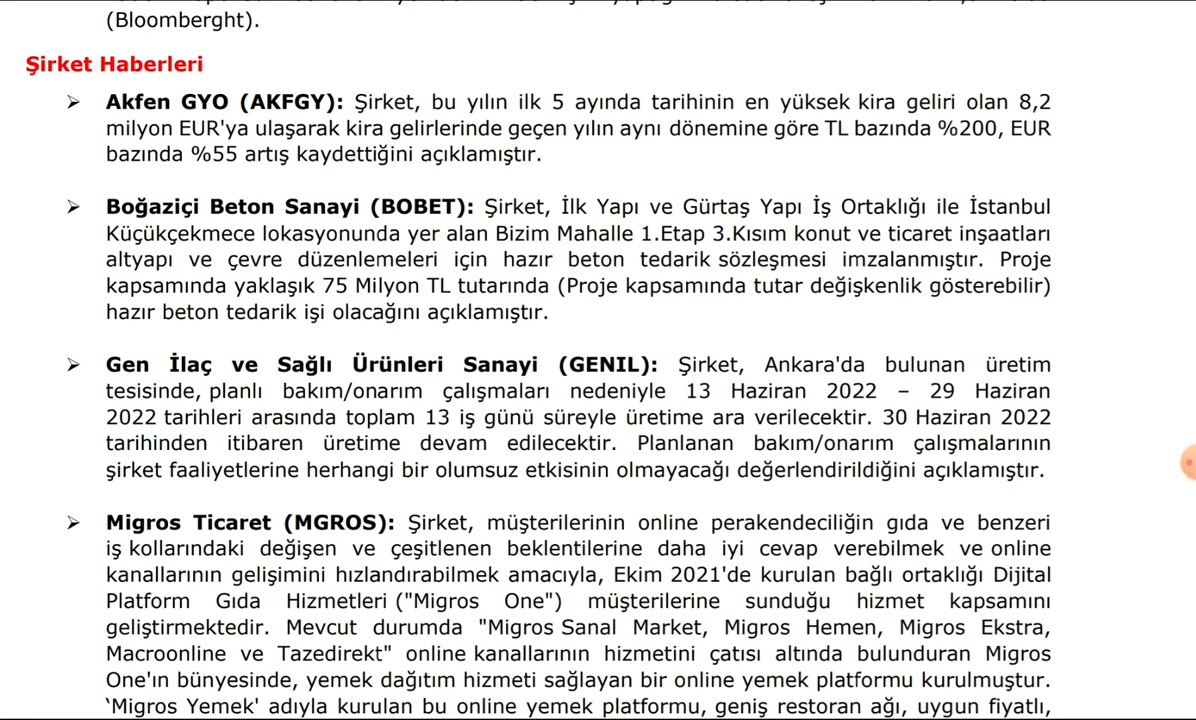 (Bloomberght).
Şirket Haberleri
➢ Akfen GYO (AKFGY): Şirket, bu yılın ilk 5 ayında tarihinin en yüksek kira geliri olan 8,2
milyon EUR'ya ulaşarak kira gelirlerinde geçen yılın aynı dönemine göre TL bazında %200, EUR
bazında %55 artış kaydettiğini açıklamıştır.
➢ Boğaziçi Beton Sanayi (BOBET): Şirket, İlk Yapı ve Gürtaş Yapı İş Ortaklığı ile İstanbul
Küçükçekmece lokasyonunda yer alan Bizim Mahalle 1.Etap 3.Kısım konut ve ticaret inşaatları
altyapı ve çevre düzenlemeleri için hazır beton tedarik sözleşmesi imzalanmıştır. Proje
kapsamında yaklaşık 75 Milyon TL tutarında (Proje kapsamında tutar değişkenlik gösterebilir)
hazır beton tedarik işi olacağını açıklamıştır.
➢ Gen İlaç ve Sağlı Ürünleri Sanayi (GENIL): Şirket, Ankara'da bulunan üretim
tesisinde, planlı bakım/onarım çalışmaları nedeniyle 13 Haziran 2022 – 29 Haziran
2022 tarihleri arasında toplam 13 iş günü süreyle üretime ara verilecektir. 30 Haziran 2022
tarihinden itibaren üretime devam edilecektir. Planlanan bakım/onarım çalışmalarının
şirket faaliyetlerine herhangi bir olumsuz etkisinin olmayacağı değerlendirildiğini açıklamıştır.
➢ Migros Ticaret (MGROS): Şirket, müşterilerinin online perakendeciliğin gıda ve benzeri
iş kollarındaki değişen ve çeşitlenen beklentilerine daha iyi cevap verebilmek ve online
kanallarının gelişimini hızlandırabilmek amacıyla, Ekim 2021'de kurulan bağlı ortaklığı Dijital
Platform Gıda Hizmetleri ("Migros One") müşterilerine sunduğu hizmet kapsamını
geliştirmektedir. Mevcut durumda "Migros Sanal Market, Migros Hemen, Migros Ekstra,
Macroonline ve Tazedirekt" online kanallarının hizmetini çatısı altında bulunduran Migros
One'ın bünyesinde, yemek dağıtım hizmeti sağlayan bir online yemek platformu kurulmuştur.
‘Migros Yemek' adıyla kurulan bu online yemek platformu, geniş restoran ağı, uygun fiyatlı,